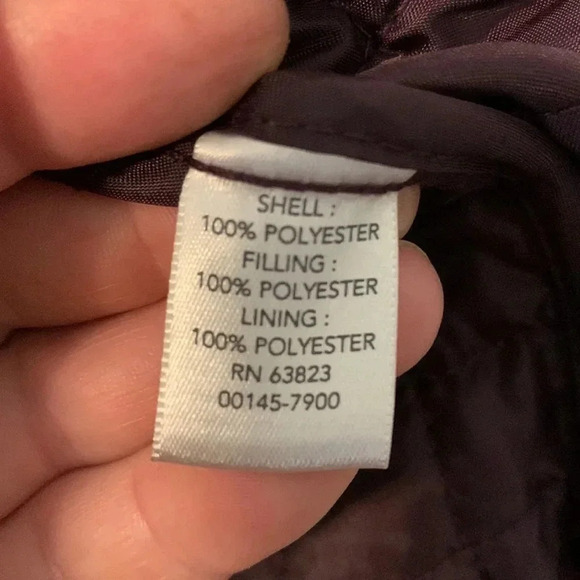 SHELL :
100% POLYESTER
FILLING :
100% POLYESTER
LINING :
100% POLYESTER
RN 63823
00145-7900